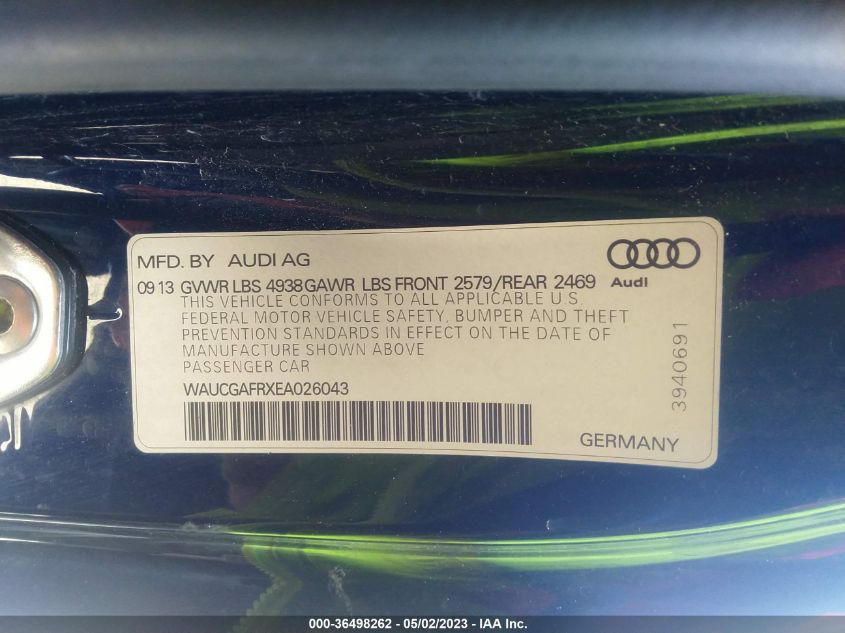 MFD. BY AUDI AG
09 13 GVWR LBS 4938 GAWR LBS FRONT 2579/REAR 2469
Audi
THIS VEHICLE CONFORMS TO ALL APPLICABLE U.S
FEDERAL MOTOR VEHICLE SAFETY, BUMPER AND THEFT
PREVENTION STANDARDS IN EFFECT ON THE DATE OF
MANUFACTURE SHOWN ABOVE
PASSENGER CAR
WAUCGAFRXEA026043
GERMANY
3940691
000-36498262 - 05/02/2023 - IAA Inc.